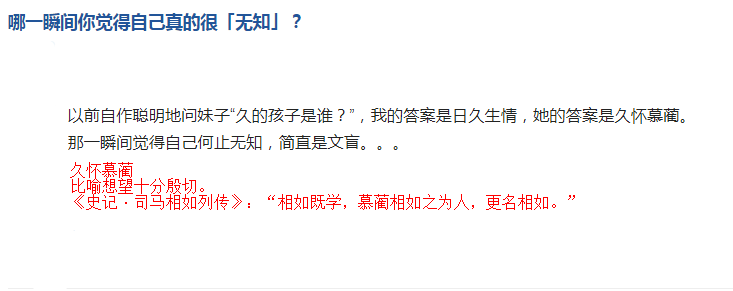 哪一瞬间你觉得自己真的很「无知」？
以前自作聪明地问妹子“久的孩子是谁？”，我的答案是日久生情，她的答案是久怀慕蔺。
那一瞬间觉得自己何止无知，简直是文盲。。。
久怀慕蔺
比喻想望十分殷切。
《史记·司马相如列传》：“相如既学，慕蔺相如之为人，更名相如。”